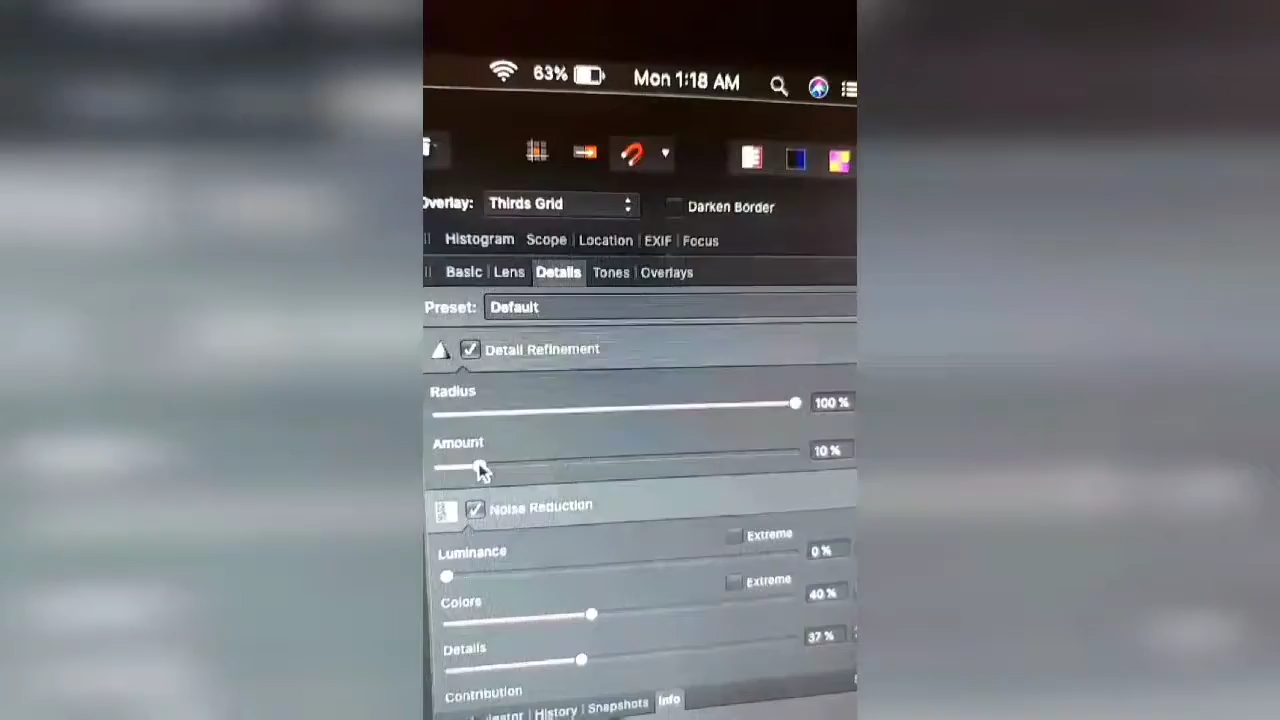 63% Mon 1:18 AM
Overlay: Thirds Grid Darken Border
Histogram Scope Location EXIF Focus
Basic Lens Details Tones Overlays
Preset: Default
Detail Refinement
Radius
100 %
Amount
10 %
Noise Reduction
Extreme
Luminance
0 %
Extreme
Colors
40 %
Details
37 %
Contribution
History Snapshots Info